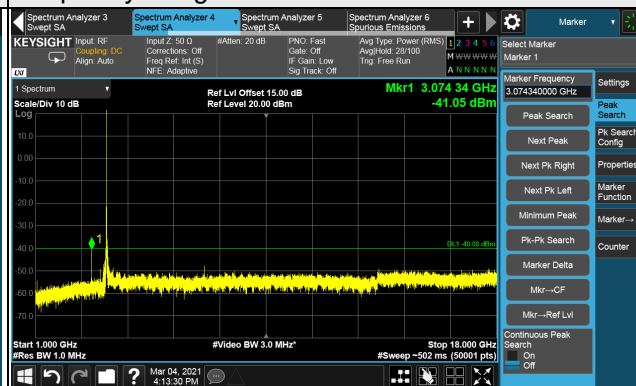 Spectrum Analyzer 3
Swept SA
Spectrum Analyzer 4
Swept SA
Spectrum Analyzer 5
Swept SA
Spectrum Analyzer 6
Spurious Emissions
Marker
KEYSIGHT
Input: RF
Coupling: DC
Align: Auto
Input Z: 50 Ω
Corrections: Off
Freq Ref: Int (S)
NFE: Adaptive
#Atten: 20 dB
PNO: Fast
Gate: Off
IF Gain: Low
Sig Track: Off
Avg Type: Power (RMS)
Avg|Hold: 28/100
Trig: Free Run
1 2 3 4 5 6
M W W W W W
A N N N N N
LXI
Select Marker
Marker 1
1 Spectrum
Scale/Div 10 dB
Log
Ref Lvl Offset 15.00 dB
Ref Level 20.00 dBm
Mkr1 3.074 34 GHz
-41.05 dBm
10.0
0.00
-10.0
-20.0
-30.0
-40.0
-50.0
-60.0
-70.0
1
DL1 -40.00 dBm
Start 1.000 GHz
#Res BW 1.0 MHz
#Video BW 3.0 MHz*
Stop 18.000 GHz
#Sweep ~502 ms (50001 pts)
Marker Frequency
3.074340000 GHz
Peak Search
Next Peak
Next Pk Right
Next Pk Left
Minimum Peak
Pk-Pk Search
Marker Delta
Mkr→CF
Mkr→Ref Lvl
Continuous Peak
Search
On
Off
Settings
Peak
Search
Pk Search
Config
Properties
Marker
Function
Marker→
Counter
Mar 04, 2021
4:13:30 PM